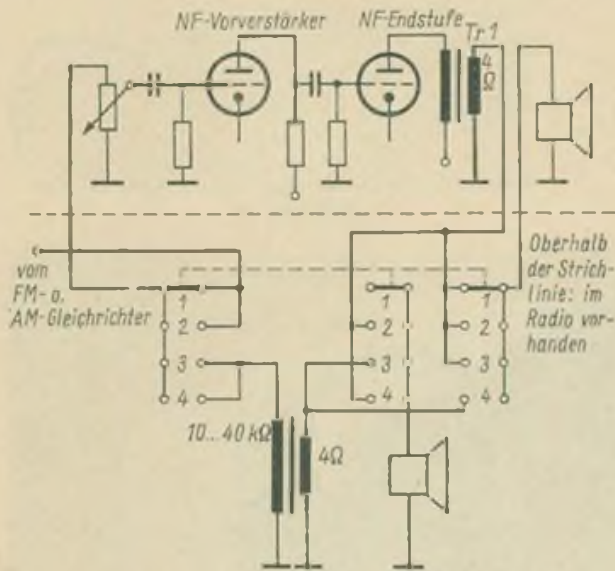 NF-Vorverstärker
NF-Endstufe
Tr 1
4
Ω
vom
FM- o.
AM-Gleichrichter
1
2
3
4
1
2
3
4
1
2
3
4
Oberhalb
der Strich-
linie: im
Radio vor-
handen
10...40 kΩ
4Ω